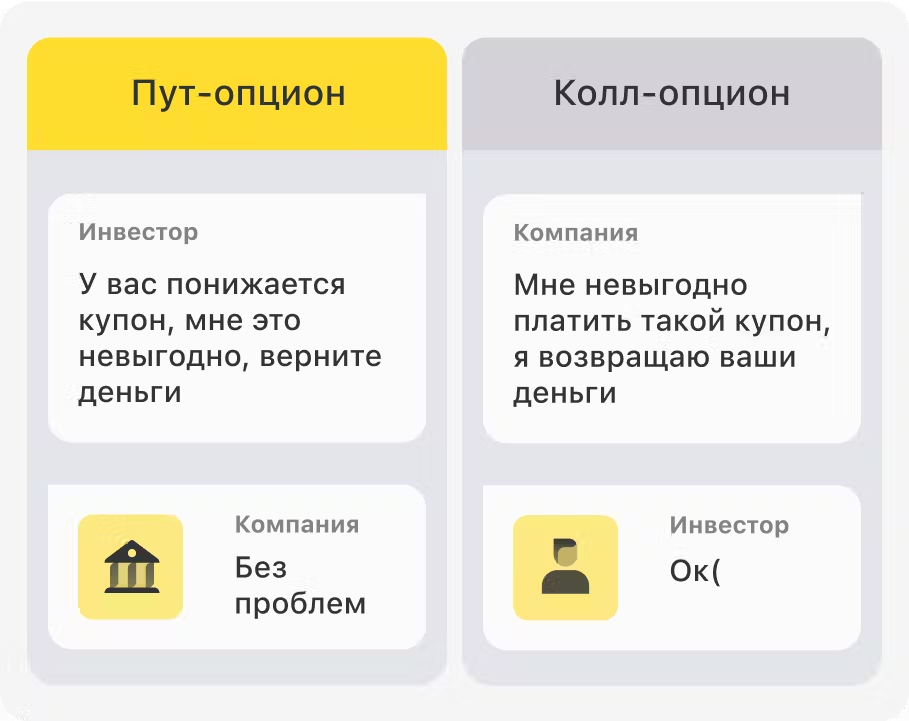 Пут-опцион
Инвестор
У вас понижается
купон, мне это
невыгодно, верните
деньги
Компания
Без
проблем
Колл-опцион
Компания
Мне невыгодно
платить такой купон,
я возвращаю ваши
деньги
Инвестор
Ок(